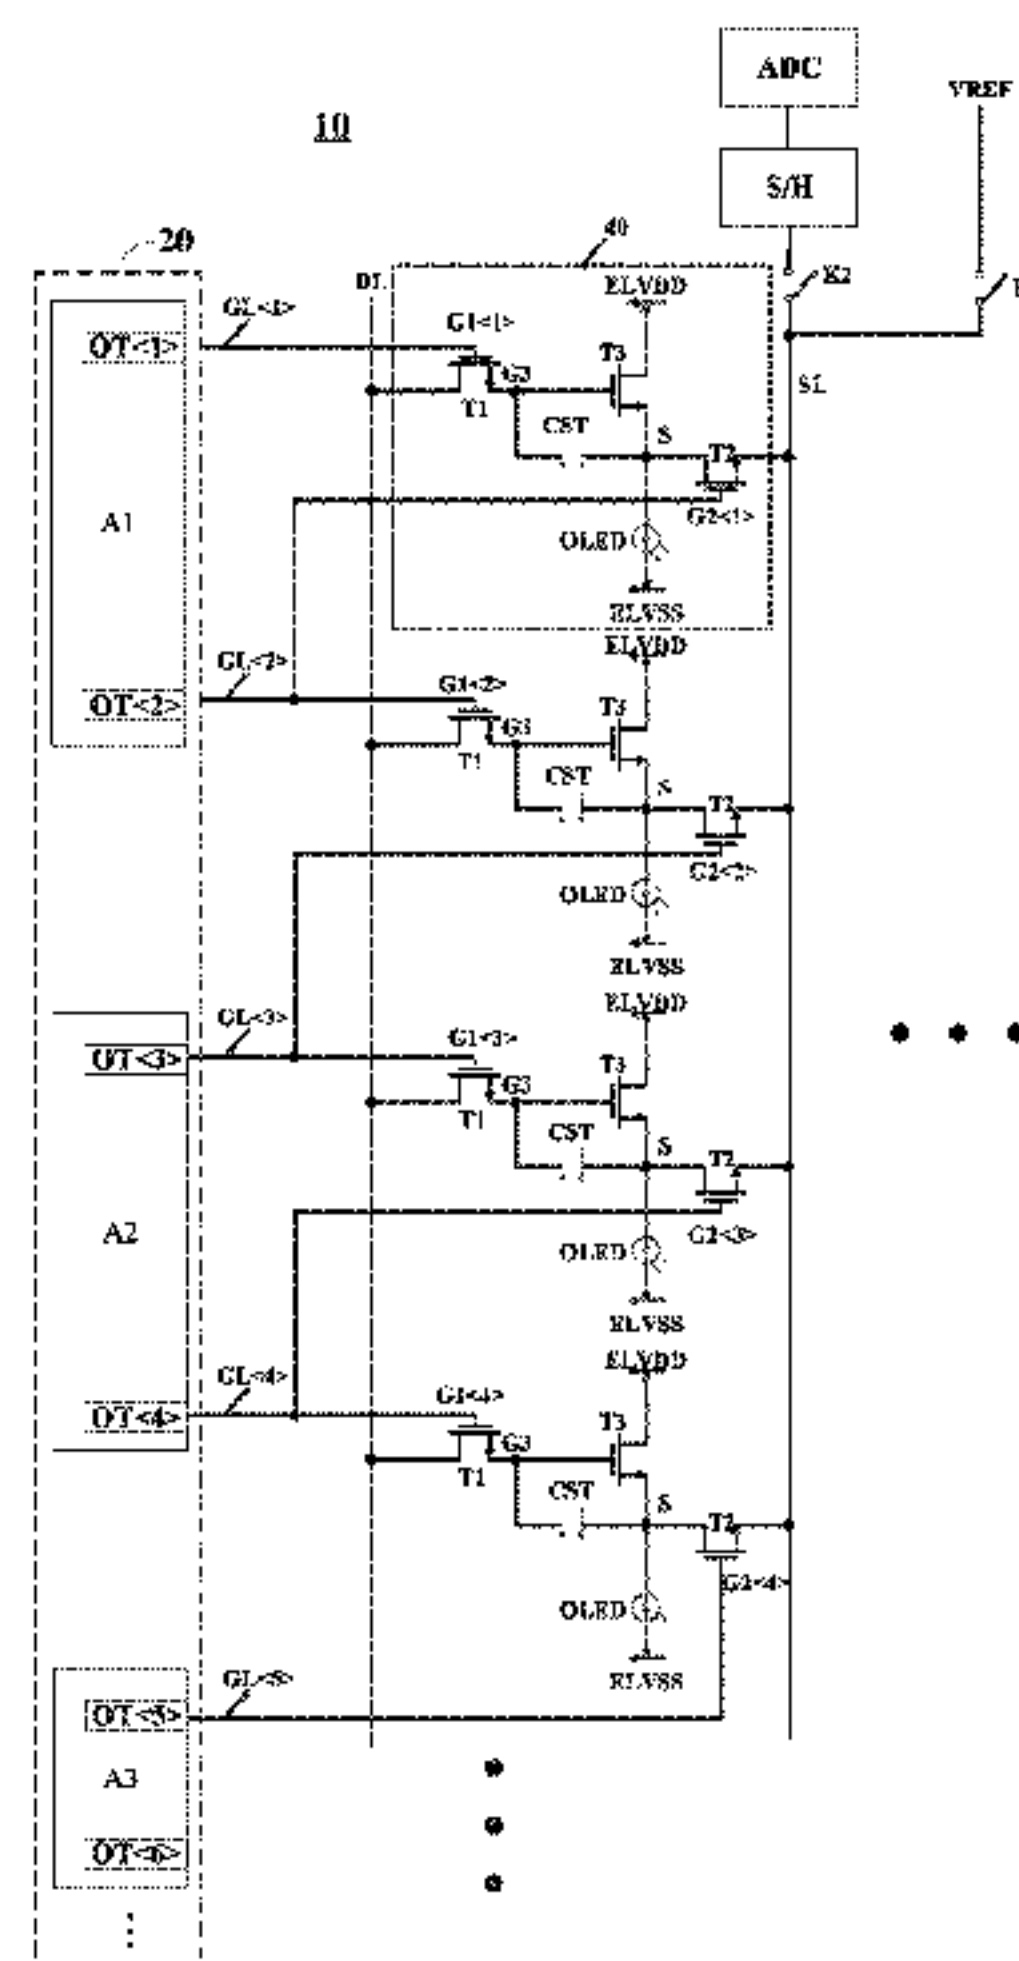 ADC
VREF
10
S/H
20
40
DL
ELVDD
K2
GL<1>
G1<1>
OT<1>
T3
G3
SL
T1
CST
S
T2
A1
G2<1>
OLED
ELVSS
ELVDD
GL<2>
G1<2>
OT<2>
T3
G3
T1
CST
S
T2
G2<2>
OLED
ELVSS
ELVDD
GL<3>
G1<3>
OT<3>
T3
G3
T1
CST
S
T2
A2
G2<3>
OLED
ELVSS
ELVDD
GL<4>
G1<4>
OT<4>
T3
G3
T1
CST
S
T2
G2<4>
OLED
GL<5>
ELVSS
OT<5>
A3
OT<6>